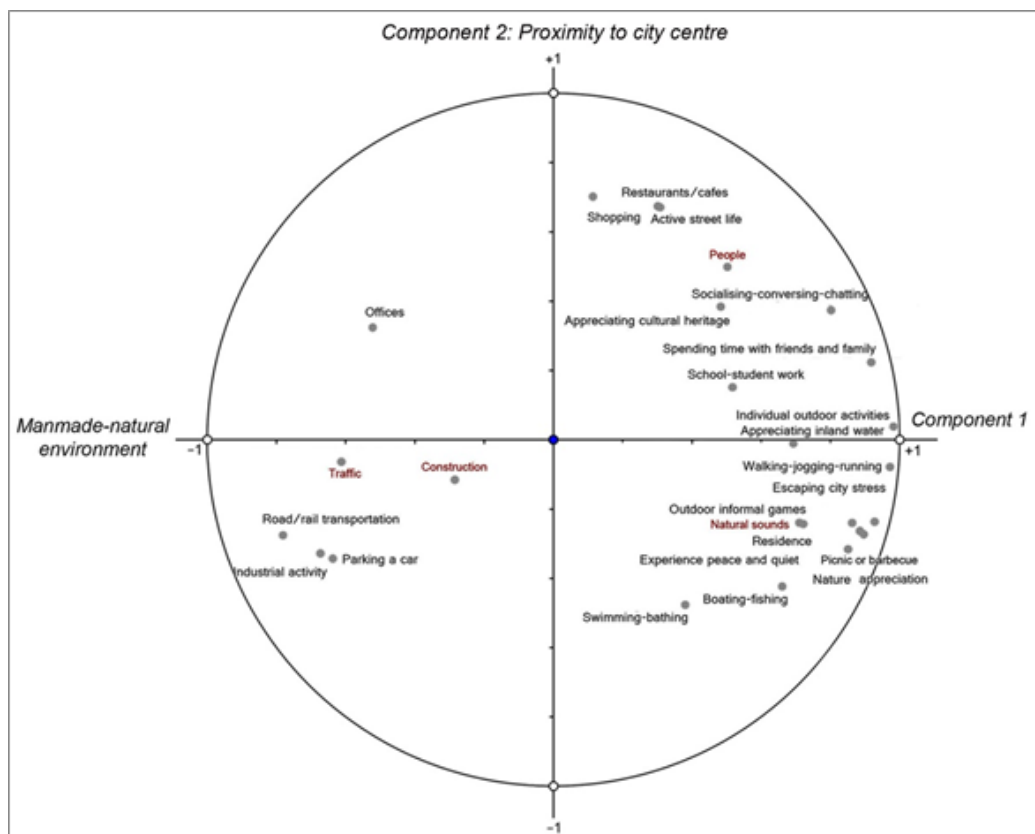 Component 2: Proximity to city centre
+1
Restaurants/cafes
Shopping
Active street life
People
Socialising-conversing-chatting
Offices
Appreciating cultural heritage
Spending time with friends and family
School-student work
Individual outdoor activities
Manmade-natural
environment
Component 1
Appreciating inland water
−1
+1
Traffic
Construction
Walking-jogging-running
Escaping city stress
Outdoor informal games
Road/rail transportation
Natural sounds
Residence
Parking a car
Experience peace and quiet
Picnic or barbecue
Industrial activity
Nature appreciation
Boating-fishing
Swimming-bathing
−1